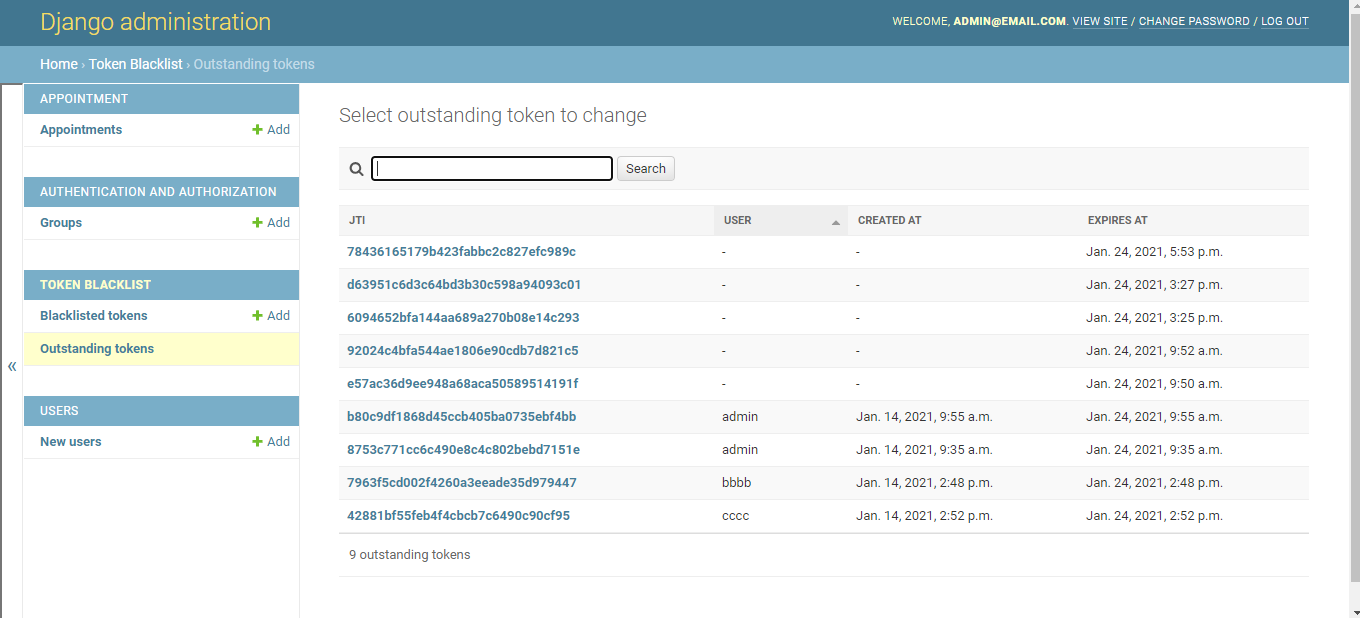 Django administration
WELCOME, ADMIN@EMAIL.COM. VIEW SITE / CHANGE PASSWORD / LOG OUT
Home › Token Blacklist › Outstanding tokens
«
APPOINTMENT
Appointments + Add
AUTHENTICATION AND AUTHORIZATION
Groups + Add
TOKEN BLACKLIST
Blacklisted tokens + Add
Outstanding tokens
USERS
New users + Add
Select outstanding token to change
Search
JTI USER CREATED AT EXPIRES AT
78436165179b423fabbc2c827efc989c - - Jan. 24, 2021, 5:53 p.m.
d63951c6d3c64bd3b30c598a94093c01 - - Jan. 24, 2021, 3:27 p.m.
6094652bfa144aa689a270b08e14c293 - - Jan. 24, 2021, 3:25 p.m.
92024c4bfa544ae1806e90cdb7d821c5 - - Jan. 24, 2021, 9:52 a.m.
e57ac36d9ee948a68aca50589514191f - - Jan. 24, 2021, 9:50 a.m.
b80c9df1868d45ccb405ba0735ebf4bb admin Jan. 14, 2021, 9:55 a.m. Jan. 24, 2021, 9:55 a.m.
8753c771cc6c490e8c4c802bebd7151e admin Jan. 14, 2021, 9:35 a.m. Jan. 24, 2021, 9:35 a.m.
7963f5cd002f4260a3eeade35d979447 bbbb Jan. 14, 2021, 2:48 p.m. Jan. 24, 2021, 2:48 p.m.
42881bf55feb4f4cbcb7c6490c90cf95 cccc Jan. 14, 2021, 2:52 p.m. Jan. 24, 2021, 2:52 p.m.
9 outstanding tokens